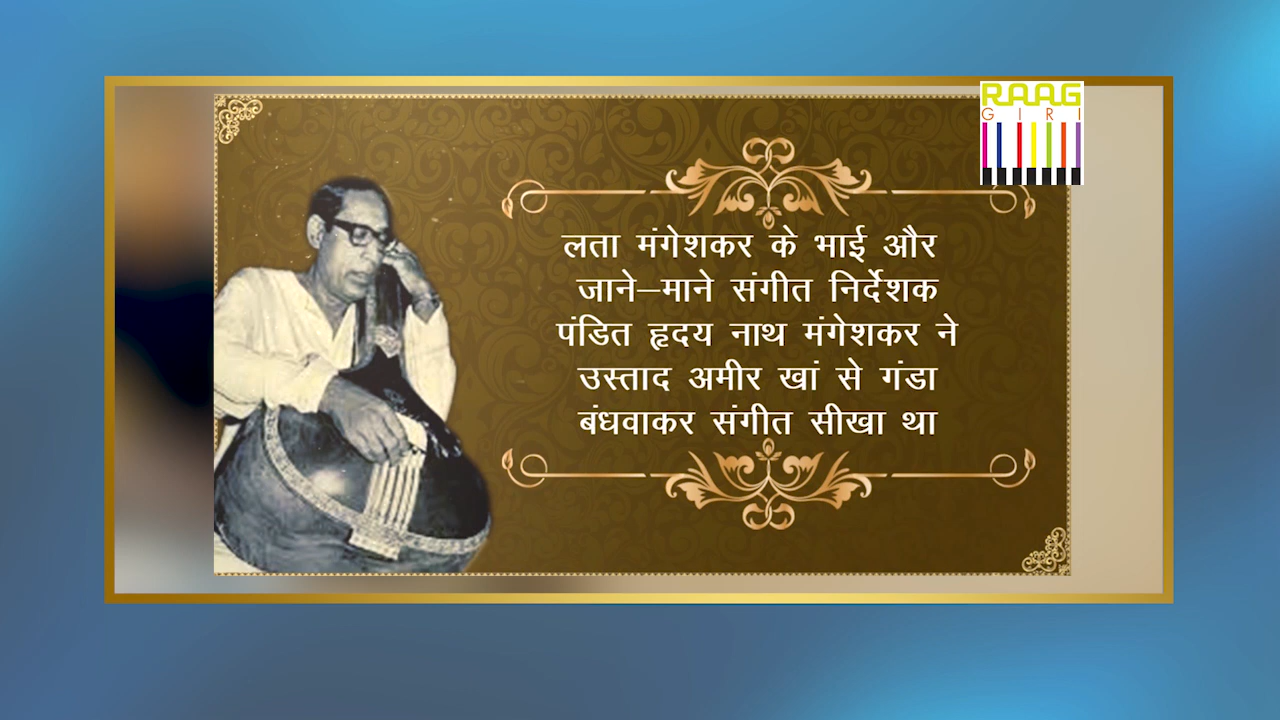 RAAG
GIRI
लता मंगेशकर के भाई और
जाने–माने संगीत निर्देशक
पंडित हृदय नाथ मंगेशकर ने
उस्ताद अमीर खां से गंडा
बंधवाकर संगीत सीखा था